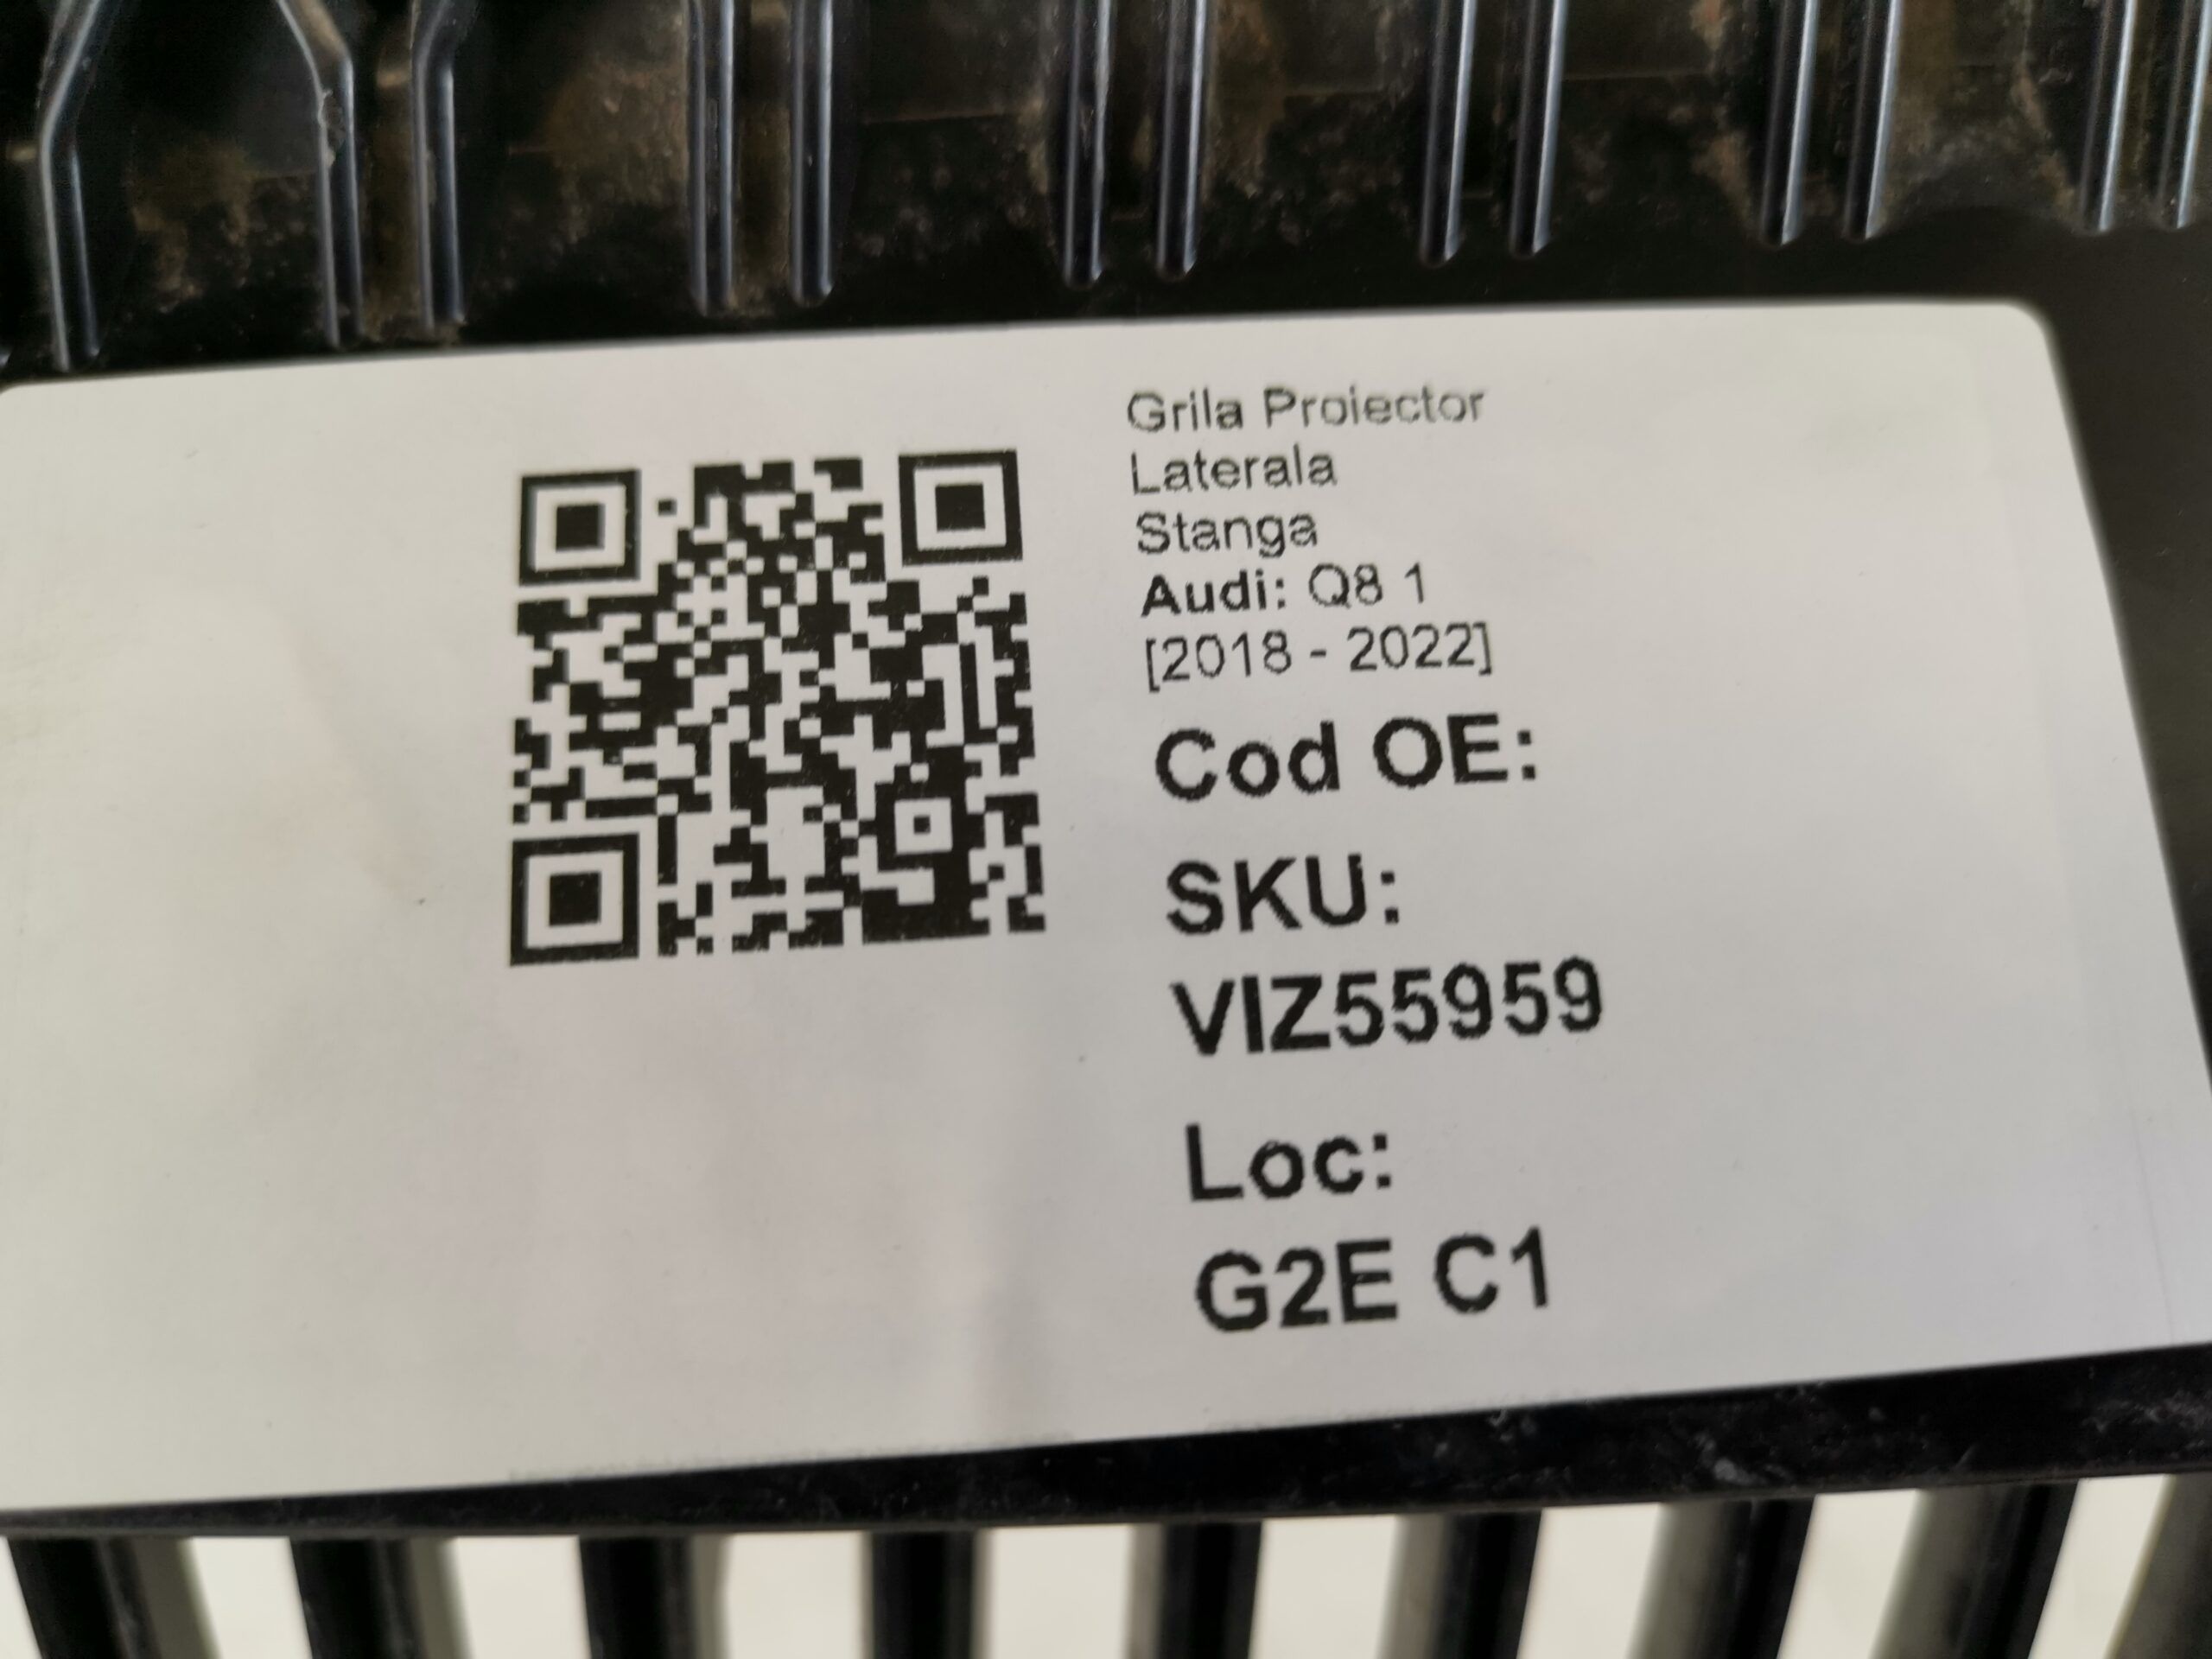 Grila Proiector
Laterala
Stanga
Audi: Q8 1
[2018 - 2022]
Cod OE:
SKU:
VIZ55959
Loc:
G2E C1